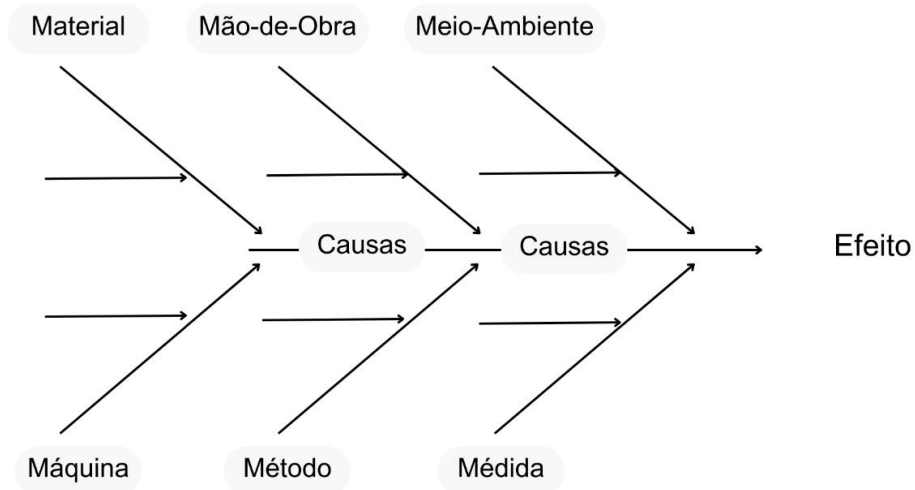 Material
Mão-de-Obra
Meio-Ambiente
Causas
Causas
Efeito
Máquina
Método
Médida